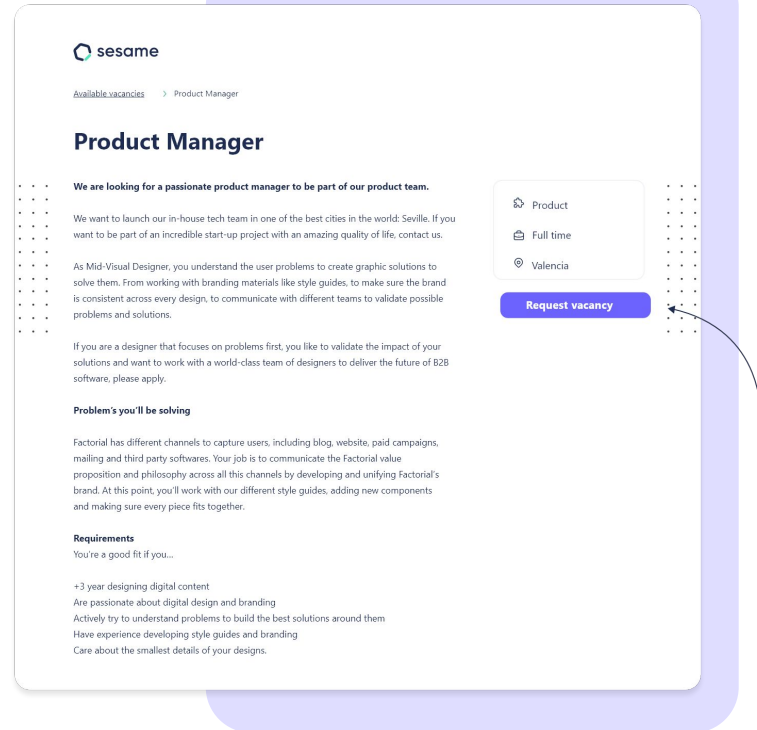 sesame
Available vacancies > Product Manager
Product Manager
We are looking for a passionate product manager to be part of our product team.
We want to launch our in-house tech team in one of the best cities in the world: Seville. If you
want to be part of an incredible start-up project with an amazing quality of life, contact us.
As Mid-Visual Designer, you understand the user problems to create graphic solutions to
solve them. From working with branding materials like style guides, to make sure the brand
is consistent across every design, to communicate with different teams to validate possible
problems and solutions.
If you are a designer that focuses on problems first, you like to validate the impact of your
solutions and want to work with a world-class team of designers to deliver the future of B2B
software, please apply.
Problem's you'll be solving
Factorial has different channels to capture users, including blog, website, paid campaigns,
mailing and third party softwares. Your job is to communicate the Factorial value
proposition and philosophy across all this channels by developing and unifying Factorial's
brand. At this point, you'll work with our different style guides, adding new components
and making sure every piece fits together.
Requirements
You're a good fit if you...
+3 year designing digital content
Are passionate about digital design and branding
Actively try to understand problems to build the best solutions around them
Have experience developing style guides and branding
Care about the smallest details of your designs.
Product
Full time
Valencia
Request vacancy